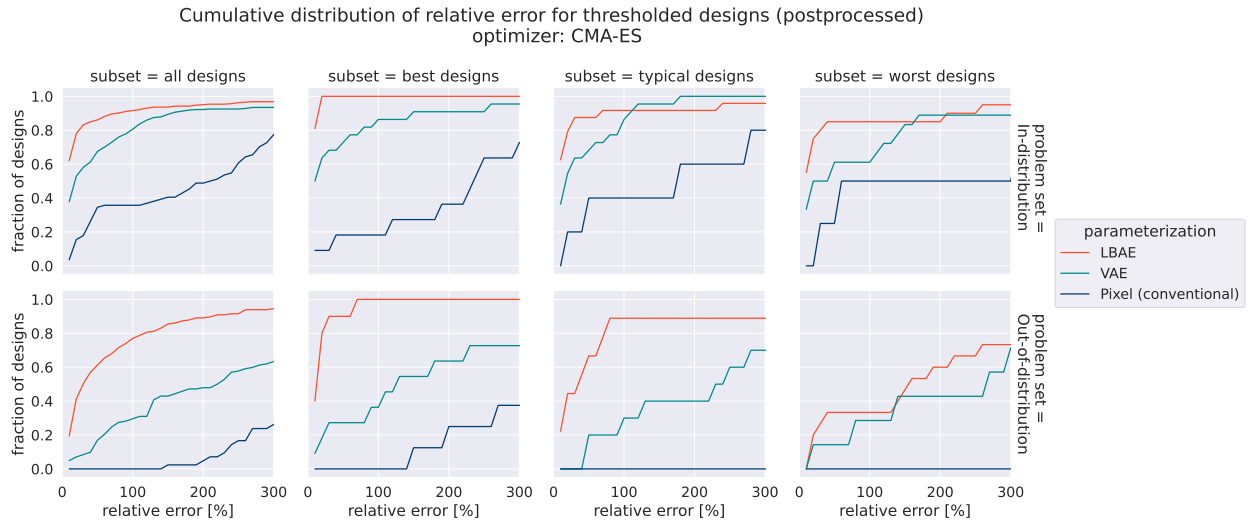 Cumulative distribution of relative error for thresholded designs (postprocessed)
optimizer: CMA-ES
subset = all designs
subset = best designs
subset = typical designs
subset = worst designs
fraction of designs
1.0
0.8
0.6
0.4
0.2
0.0
problem set =
In-distribution
fraction of designs
1.0
0.8
0.6
0.4
0.2
0.0
problem set =
Out-of-distribution
0 100 200 300
0 100 200 300
0 100 200 300
0 100 200 300
relative error [%]
relative error [%]
relative error [%]
relative error [%]
parameterization
LBAE
VAE
Pixel (conventional)